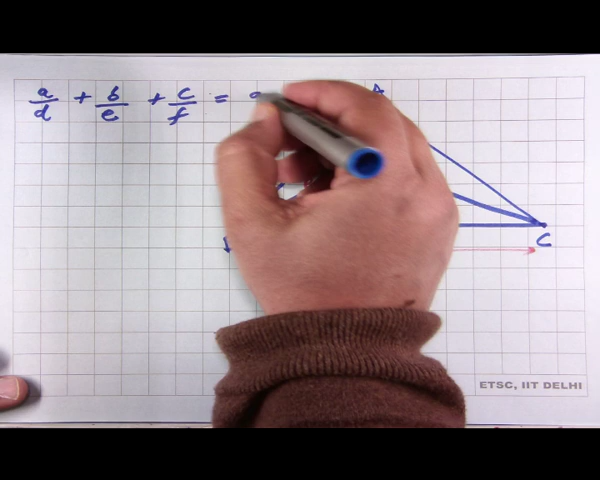 a/d + b/e + c/f = a
A
C
ETSC, IIT DELHI